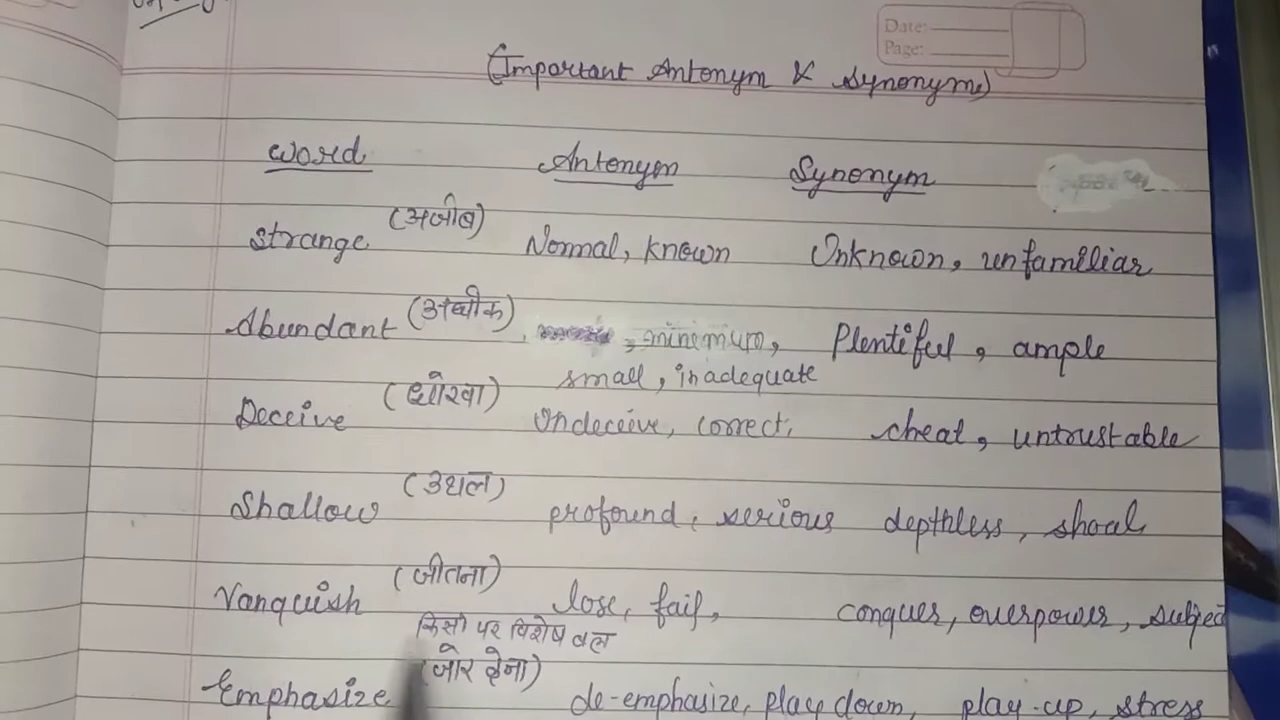 Date:
Page:
(Important Antonym & Synonym)
Word Antonym Synonym
Strange (अजीब) Normal, known Unknown, unfamiliar
Abundant (अधीक) , minimum, Plentiful, ample
small, inadequate
Deceive (धोखा) Undeceive, correct, cheat, untrustable
Shallow (उथल) profound, serious depthless, shoal
Vanquish (जीतना) lose, fail, conquer, overpower, subject
किसी पर विशेष बल
Emphasize (जोर देना) de-emphasize, play down, play-up, stress